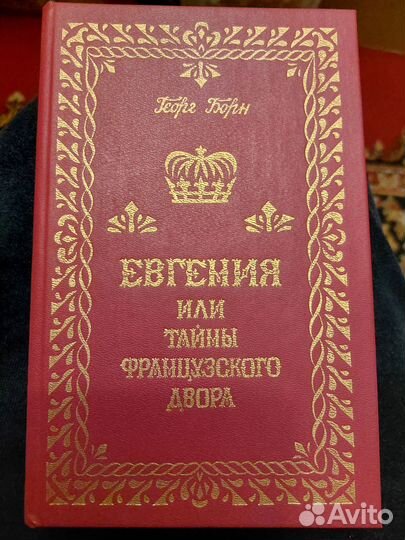 Георг Борн
ЕВГЕНИЯ
ИЛИ
ТАЙНЫ
ФРАНЦУЗСКОГО
ДВОРА
Avito